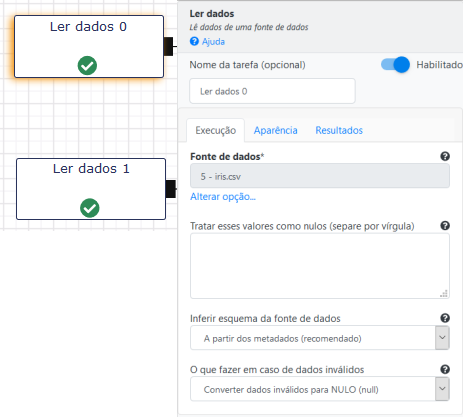 Ler dados 0
Ler dados 1
Ler dados
Lê dados de uma fonte de dados
Ajuda
Nome da tarefa (opcional)
Habilitado
Ler dados 0
Execução
Aparência
Resultados
Fonte de dados*
5 - iris.csv
Alterar opção...
Tratar esses valores como nulos (separe por vírgula)
Inferir esquema da fonte de dados
A partir dos metadados (recomendado)
O que fazer em caso de dados inválidos
Converter dados inválidos para NULO (null)